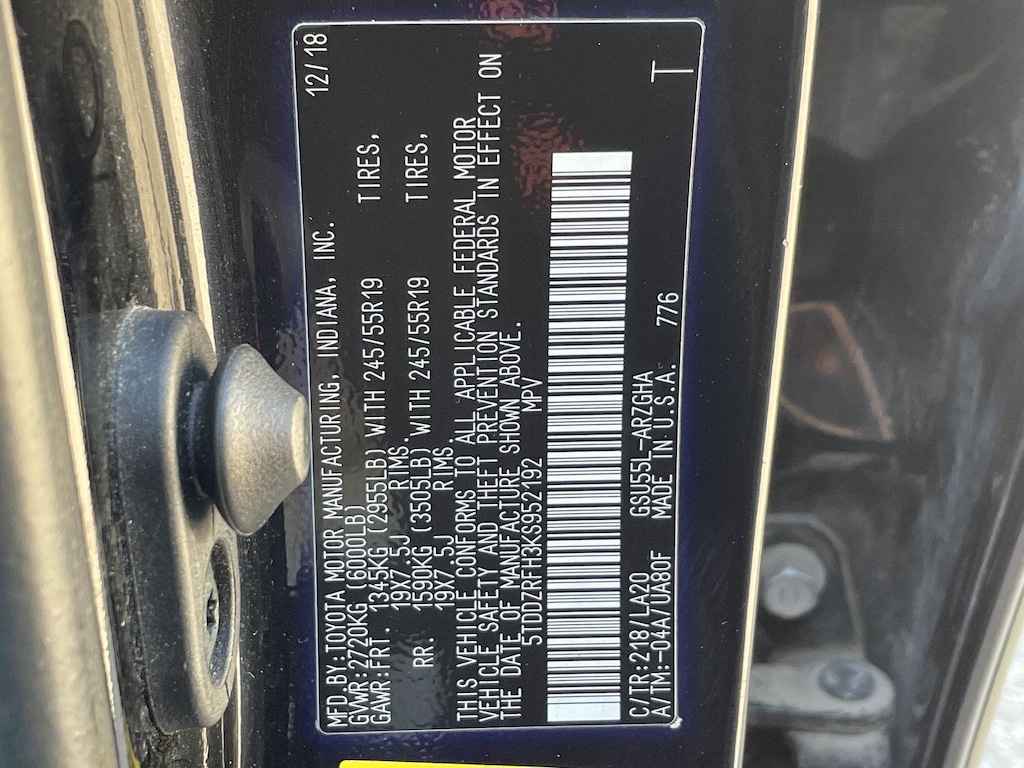 MFD.BY:TOYOTA MOTOR MANUFACTURING, INDIANA, INC. 12/18
GVWR:2720KG (6000LB)
GAWR:FRT. 1345KG (2955LB) WITH 245/55R19 TIRES,
19X7.5J RIMS.
RR. 1590KG (3505LB) WITH 245/55R19 TIRES,
19X7.5J RIMS.
THIS VEHICLE CONFORMS TO ALL APPLICABLE FEDERAL MOTOR
VEHICLE SAFETY AND THEFT PREVENTION STANDARDS IN EFFECT ON
THE DATE OF MANUFACTURE SHOWN ABOVE.
5TDDZRFH3KS952192 MPV
C/TR:218/LA20 GSU55L-ARZGHA T
A/TM:-04A/UA80F MADE IN U.S.A. 776